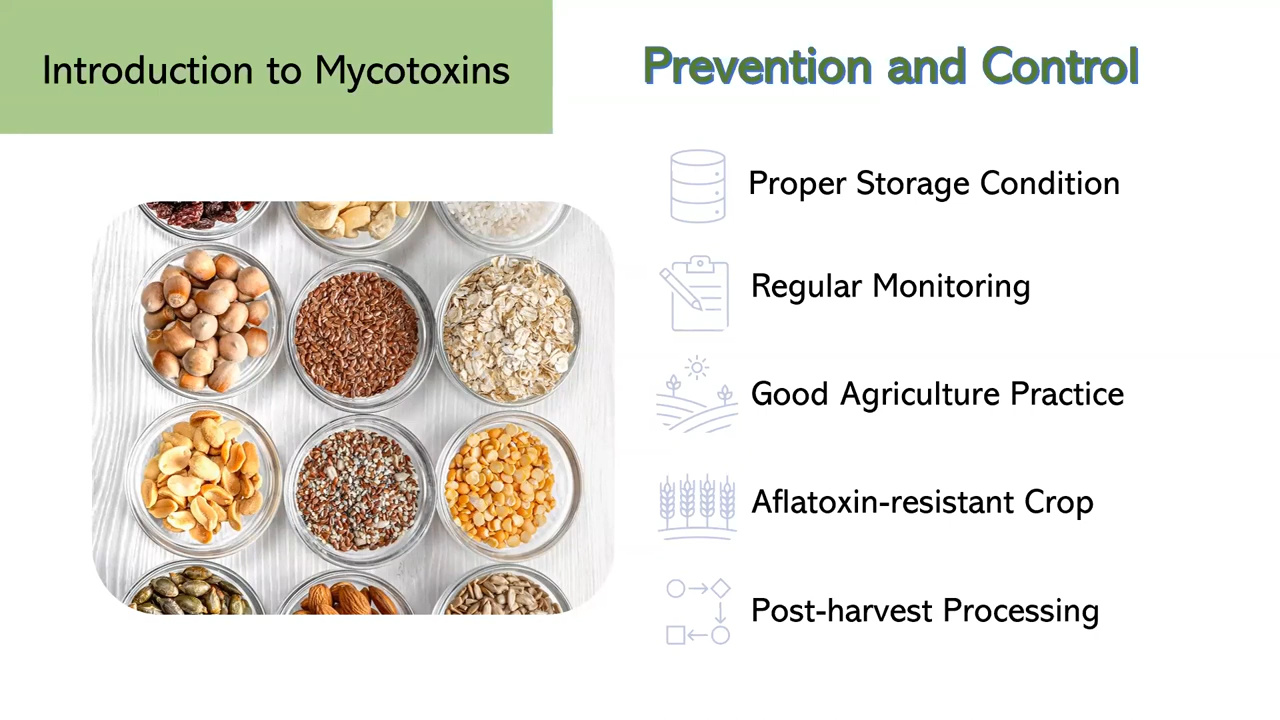 Introduction to Mycotoxins
Prevention and Control
Proper Storage Condition
Regular Monitoring
Good Agriculture Practice
Aflatoxin-resistant Crop
Post-harvest Processing